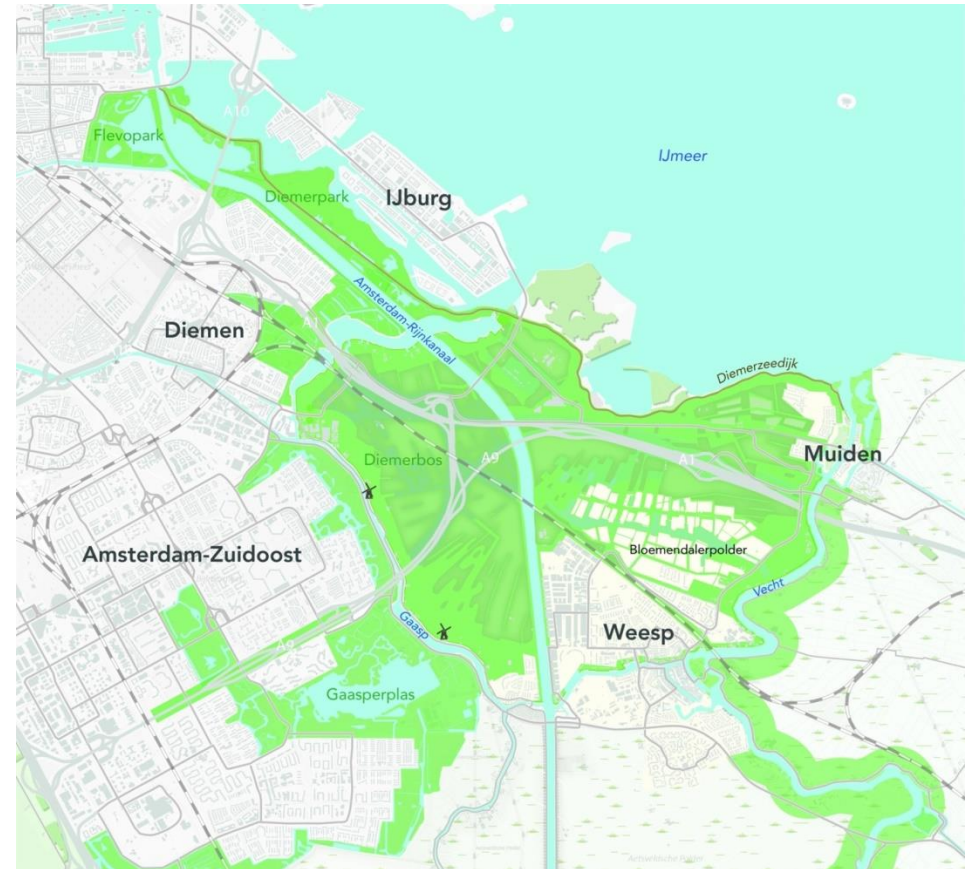 A10
Flevopark
IJmeer
Diemerpark
IJburg
Amsterdam-Rijnkanaal
Diemen
A1
Diemerzeedijk
Muiden
Diemerbos
A9
A1
Amsterdam-Zuidoost
Bloemendalerpolder
Vecht
Gaasp
Weesp
A9
Gaasperplas